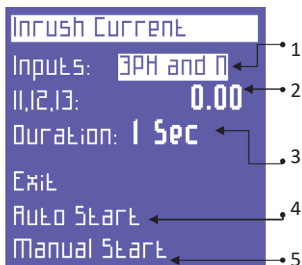 Inrush Current
Inputs: 3PH and N
I1,I2,I3: 0.00
Duration: 1 Sec
Exit
Auto Start
Manual Start
1
2
3
4
5